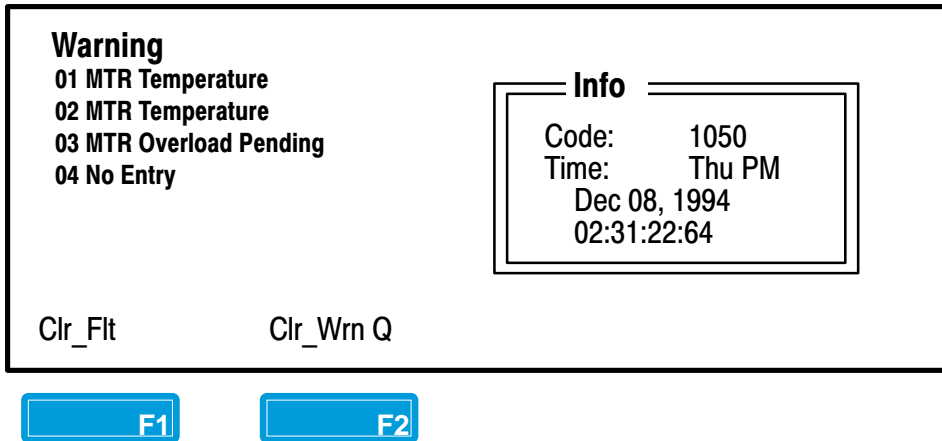 Warning
01 MTR Temperature
02 MTR Temperature
03 MTR Overload Pending
04 No Entry
Info
Code: 1050
Time: Thu PM
Dec 08, 1994
02:31:22:64
Clr_Flt Clr_Wrn Q
F1 F2